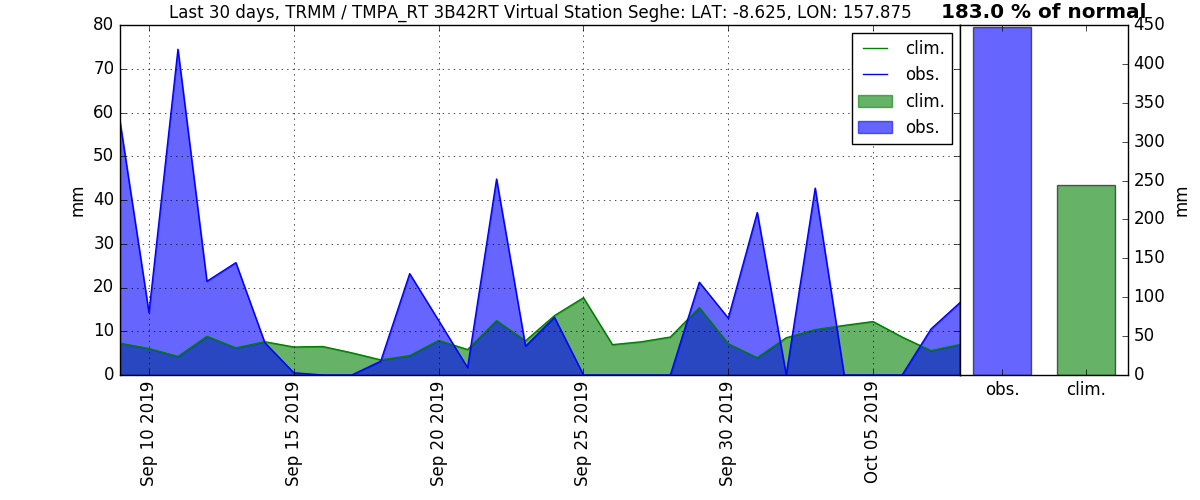 Last 30 days, TRMM / TMPA_RT 3B42RT Virtual Station Seghe: LAT: -8.625, LON: 157.875
183.0 % of normal
mm
80
70
60
50
40
30
20
10
0
clim.
obs.
clim.
obs.
450
400
350
300
250
200
150
100
50
0
mm
Sep 10 2019
Sep 15 2019
Sep 20 2019
Sep 25 2019
Sep 30 2019
Oct 05 2019
obs.
clim.